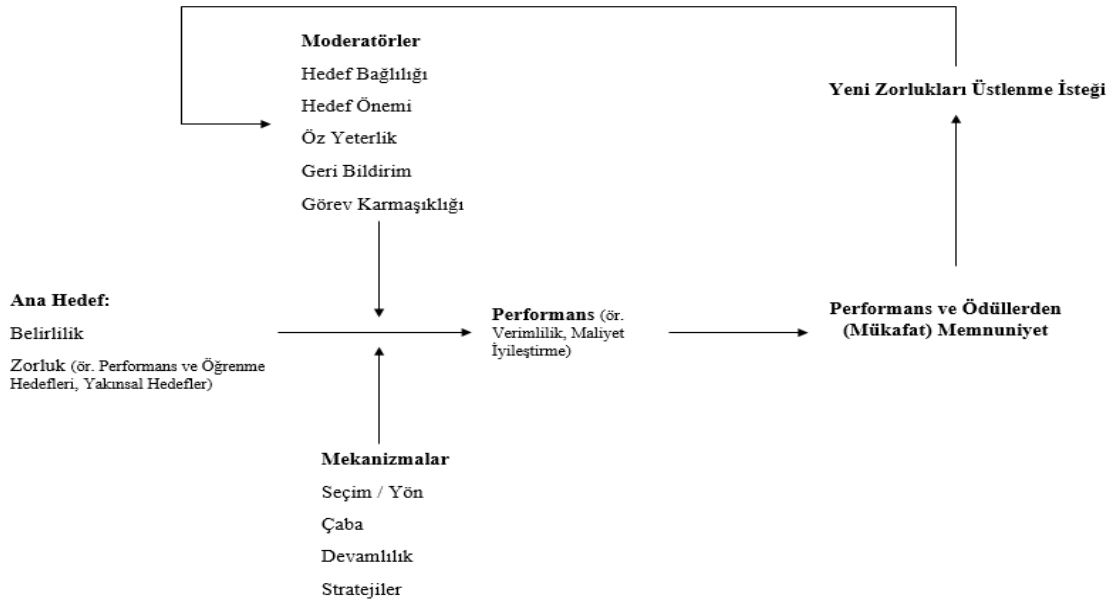 Moderatörler
Hedef Bağlılığı
Hedef Önemi
Öz Yeterlik
Geri Bildirim
Görev Karmaşıklığı
Yeni Zorlukları Üstlenme İsteği
Ana Hedef:
Belirlilik
Zorluk (ör. Performans ve Öğrenme
Hedefleri, Yakınsal Hedefler)
Performans (ör.
Verimlilik, Maliyet
İyileştirme)
Performans ve Ödüllerden
(Mükafat) Memnuniyet
Mekanizmalar
Seçim / Yön
Çaba
Devamlılık
Stratejiler